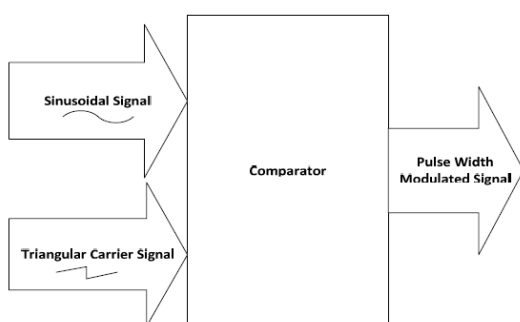 Sinusoidal Signal
Triangular Carrier Signal
Comparator
Pulse Width
Modulated Signal